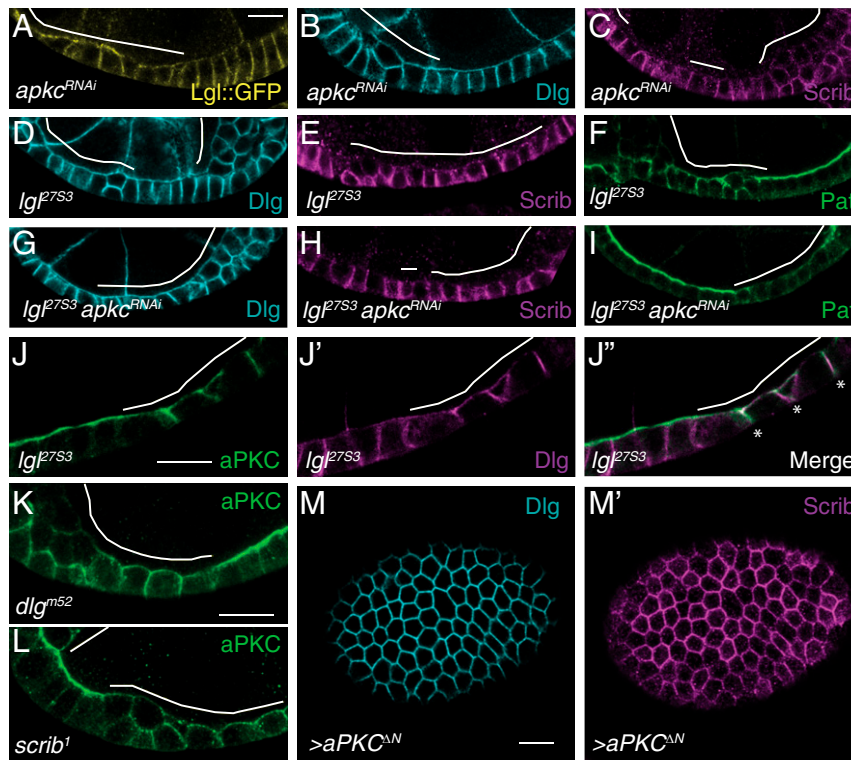 A
apkc^RNAi Lgl::GFP
B
apkc^RNAi Dlg
C
apkc^RNAi Scrib
D
lgl^27S3 Dlg
E
lgl^27S3 Scrib
F
lgl^27S3 Pat
G
lgl^27S3 apkc^RNAi
Dlg
H
lgl^27S3 apkc^RNAi
Scrib
I
lgl^27S3 apkc^RNAi
Pat
J
lgl^27S3 aPKC
J'
lgl^27S3 Dlg
J"
* * *
lgl^27S3 Merge
K aPKC
dlg^m52
L aPKC
scrib^1
M Dlg
>aPKC^ΔN
M' Scrib
>aPKC^ΔN